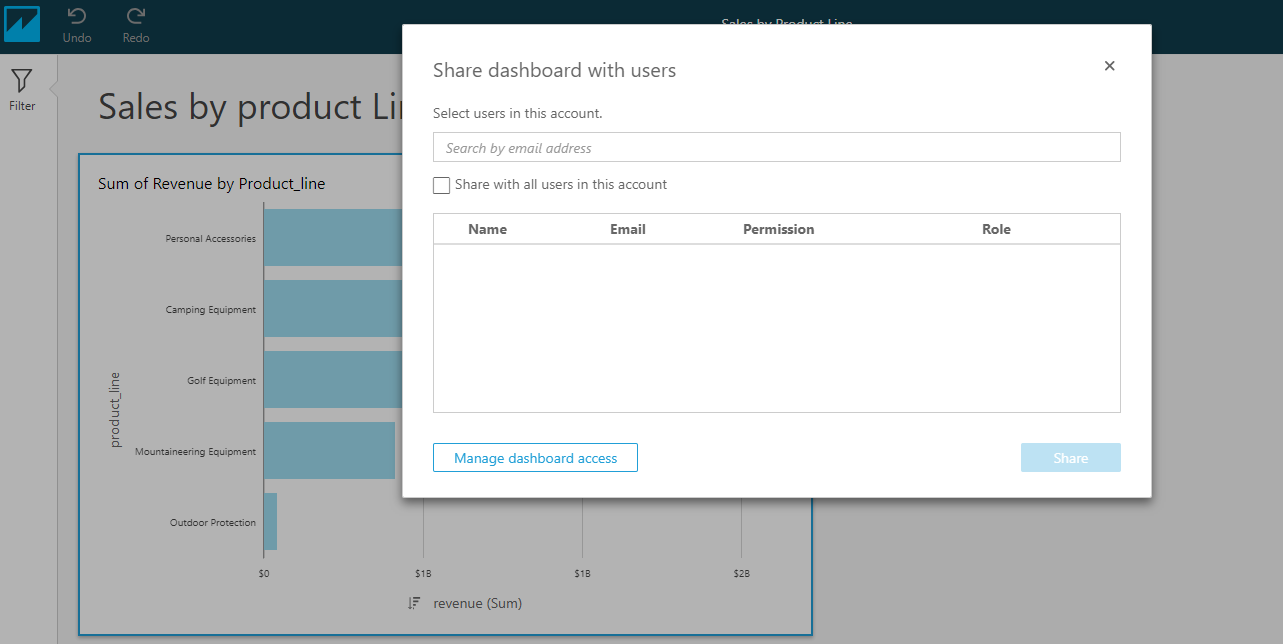 Undo
Redo
Sales by Product Line
Filter
Sales by product Li
Sum of Revenue by Product_line
Personal Accessories
Camping Equipment
Golf Equipment
Mountaineering Equipment
Outdoor Protection
product_line
$0
$1B
$1B
$2B
revenue (Sum)
Share dashboard with users
Select users in this account.
Search by email address
Share with all users in this account
Name Email Permission Role
Manage dashboard access
Share